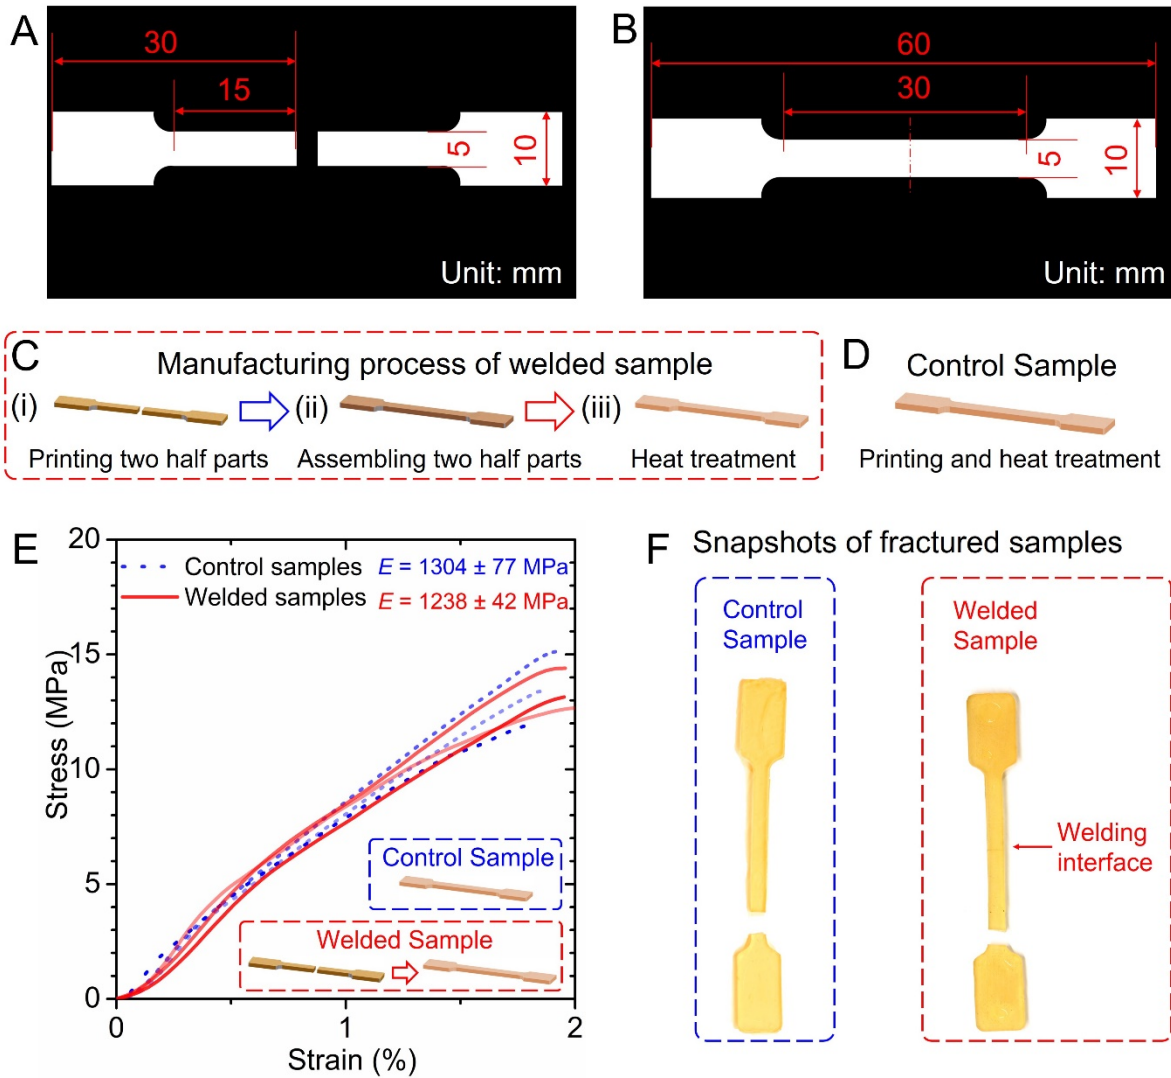 A
30
15
5
10
Unit: mm
B
60
30
5
10
Unit: mm
C
Manufacturing process of welded sample
(i)
(ii)
(iii)
Printing two half parts
Assembling two half parts
Heat treatment
D
Control Sample
Printing and heat treatment
E
20
15
10
5
0
Stress (MPa)
Control samples E = 1304 ± 77 MPa
Welded samples E = 1238 ± 42 MPa
Control Sample
Welded Sample
0
1
2
Strain (%)
F
Snapshots of fractured samples
Control
Sample
Welded
Sample
Welding
interface